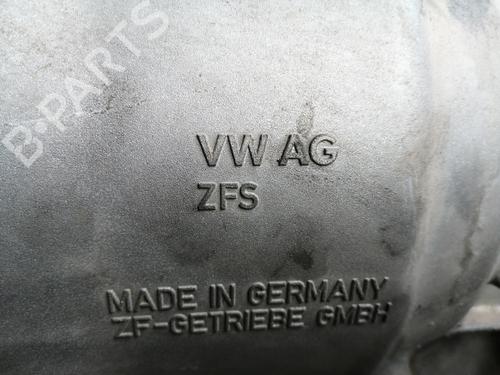 B-PARTS
VW AG
ZFS
MADE IN GERMANY
ZF-GETRIEBE GMBH